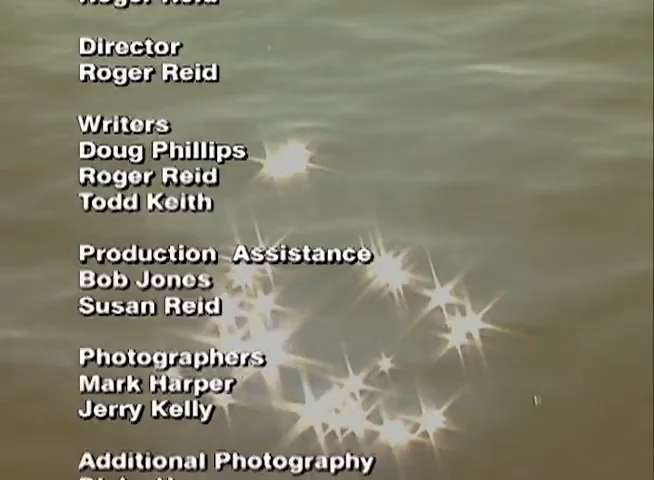 Director
Roger Reid
Writers
Doug Phillips
Roger Reid
Todd Keith
Production Assistance
Bob Jones
Susan Reid
Photographers
Mark Harper
Jerry Kelly
Additional Photography